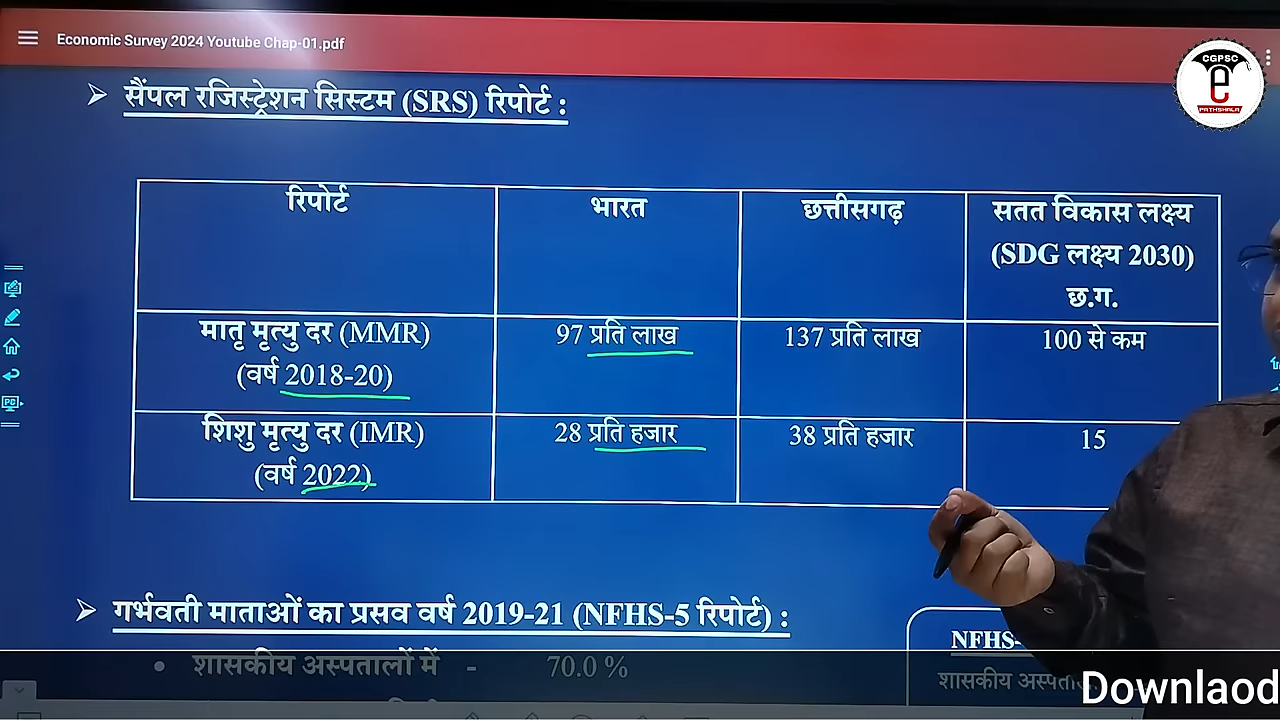 Economic Survey 2024 Youtube Chap-01.pdf
CGPSC
e
PATHSHALA
सैंपल रजिस्ट्रेशन सिस्टम (SRS) रिपोर्ट :
रिपोर्ट
भारत
छत्तीसगढ़
सतत विकास लक्ष्य
(SDG लक्ष्य 2030)
छ.ग.
मातृ मृत्यु दर (MMR)
(वर्ष 2018-20)
97 प्रति लाख
137 प्रति लाख
100 से कम
शिशु मृत्यु दर (IMR)
(वर्ष 2022)
28 प्रति हजार
38 प्रति हजार
15
गर्भवती माताओं का प्रसव वर्ष 2019-21 (NFHS-5 रिपोर्ट) :
शासकीय अस्पतालों में - 70.0 %
NFHS-
शासकीय
Downlaod